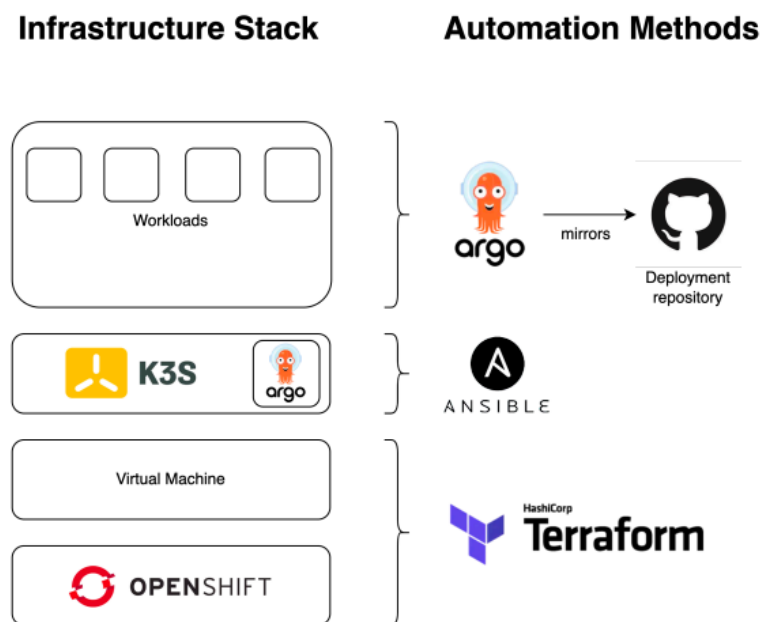 Infrastructure Stack
Automation Methods
Workloads
argo
mirrors
Deployment
repository
K3S
argo
ANSIBLE
Virtual Machine
HashiCorp
Terraform
OPENSHIFT